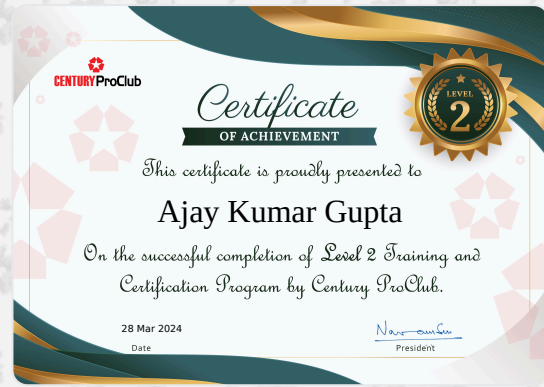 CENTURY ProClub
Certificate
OF ACHIEVEMENT
LEVEL
2
This certificate is proudly presented to
Ajay Kumar Gupta
On the successful completion of Level 2 Training and
Certification Program by Century ProClub.
28 Mar 2024
Date
President